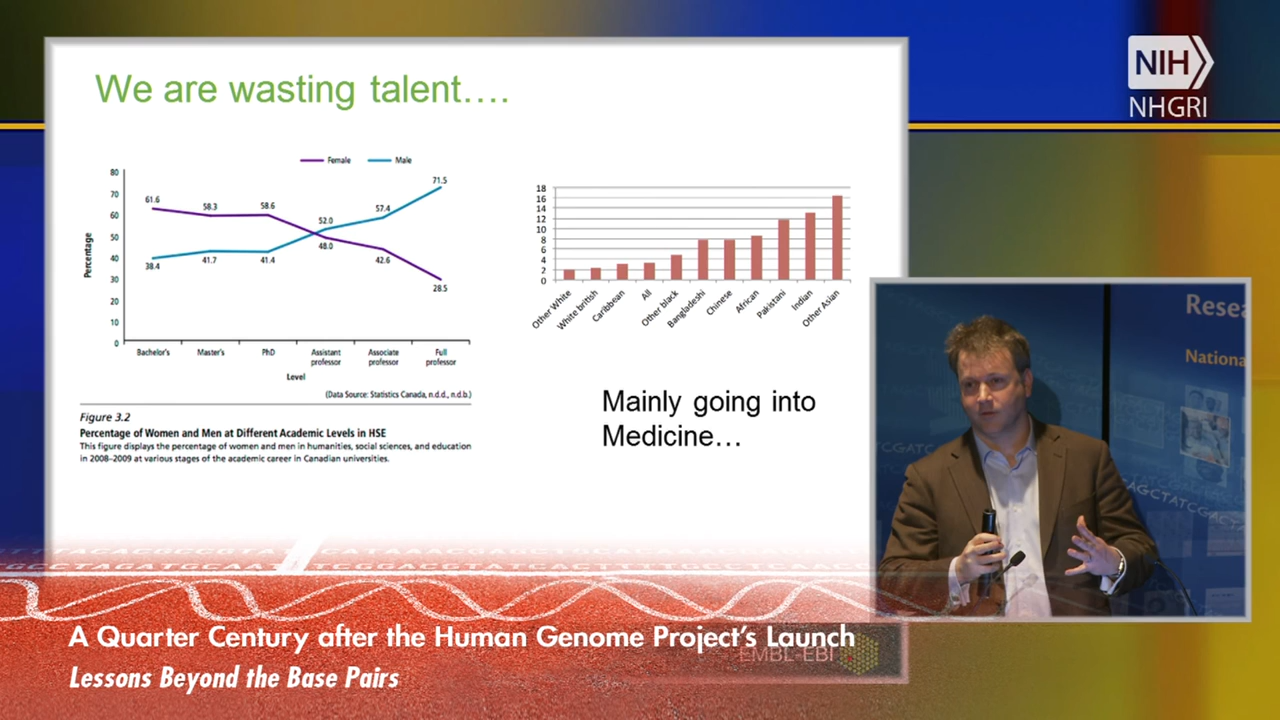 We are wasting talent....
NIH
NHGRI
Female Male
Percentage
80
70
60
50
40
30
20
10
0
61.6
58.3
58.6
52.0
57.4
71.5
38.4
41.7
41.4
48.0
42.6
28.5
Bachelor's Master's PhD Assistant professor Associate professor Full professor
Level
(Data Source: Statistics Canada, n.d.d., n.d.b.)
Figure 3.2
Percentage of Women and Men at Different Academic Levels in HSE
This figure displays the percentage of women and men in humanities, social sciences, and education
in 2008–2009 at various stages of the academic career in Canadian universities.
18
16
14
12
10
8
6
4
2
0
Other White
White british
Caribbean
All
Other black
Bangladeshi
Chinese
African
Pakistani
Indian
Other Asian
Mainly going into
Medicine...
Resea
Nationa
A Quarter Century after the Human Genome Project's Launch
EMBL-EBI
Lessons Beyond the Base Pairs